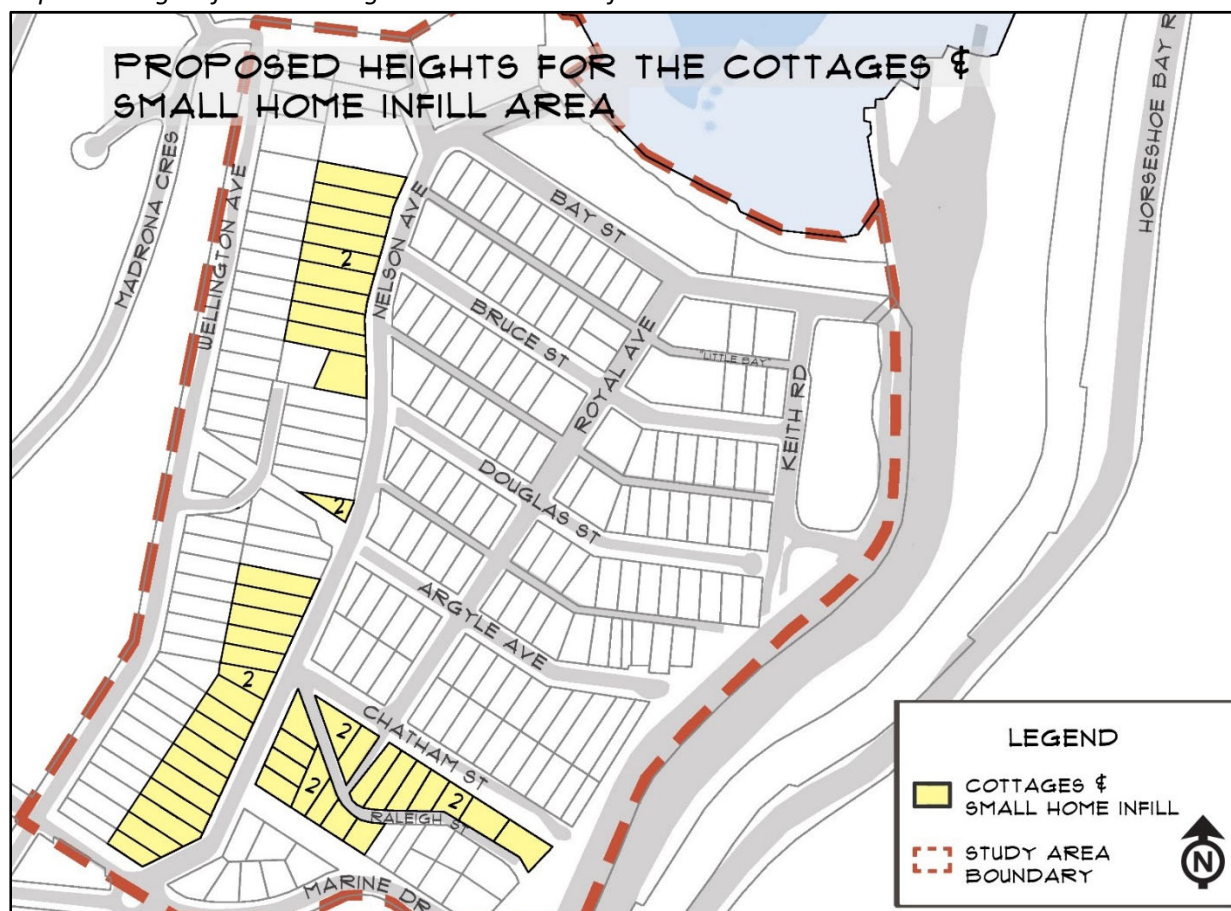 PROPOSED HEIGHTS FOR THE COTTAGES &
SMALL HOME INFILL AREA
MADRONA CRES
WELLINGTON AVE
NELSON AVE
BAY ST
HORSESHOE BAY R
2
BRUCE ST
ROYAL AVE
"LITTLE BAY"
KEITH RD
DOUGLAS ST
2
ARGYLE AVE
2
CHATHAM ST
2
2
2
RALEIGH ST
MARINE DR
LEGEND
COTTAGES &
SMALL HOME INFILL
STUDY AREA
BOUNDARY
N